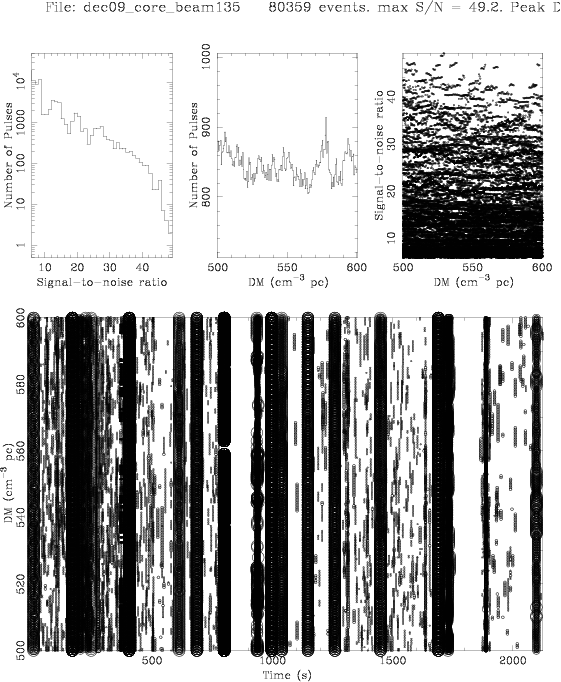 File: dec09_core_beam135 80359 events. max S/N = 49.2. Peak D
Number of Pulses
1 10 100 1000 10⁴
10 20 30 40
Signal-to-noise ratio
Number of Pulses
800 900 1000
500 550 600
DM (cm⁻³ pc)
Signal-to-noise ratio
10 20 30 40
500 550 600
DM (cm⁻³ pc)
DM (cm⁻³ pc)
500 520 540 560 580 600
500 1000 1500 2000
Time (s)